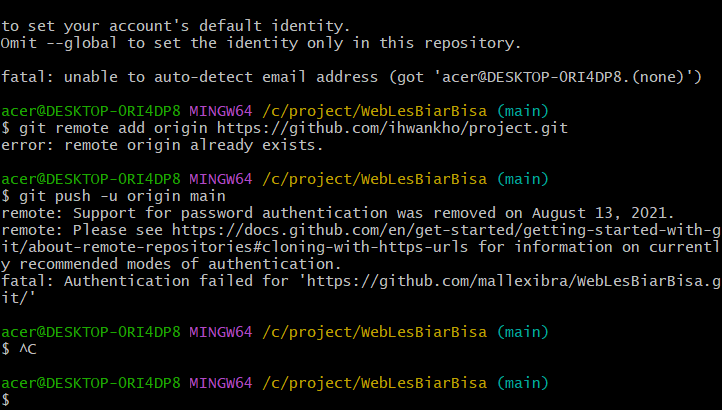 to set your account's default identity.
Omit --global to set the identity only in this repository.
fatal: unable to auto-detect email address (got 'acer@DESKTOP-0RI4DP8.(none)')
acer@DESKTOP-0RI4DP8 MINGW64 /c/project/WebLesBiarBisa (main)
$ git remote add origin https://github.com/ihwankho/project.git
error: remote origin already exists.
acer@DESKTOP-0RI4DP8 MINGW64 /c/project/WebLesBiarBisa (main)
$ git push -u origin main
remote: Support for password authentication was removed on August 13, 2021.
remote: Please see https://docs.github.com/en/get-started/getting-started-with-g
it/about-remote-repositories#cloning-with-https-urls for information on currentl
y recommended modes of authentication.
fatal: Authentication failed for 'https://github.com/mallexibra/WebLesBiarBisa.g
it/'
acer@DESKTOP-0RI4DP8 MINGW64 /c/project/WebLesBiarBisa (main)
$ ^C
acer@DESKTOP-0RI4DP8 MINGW64 /c/project/WebLesBiarBisa (main)
$